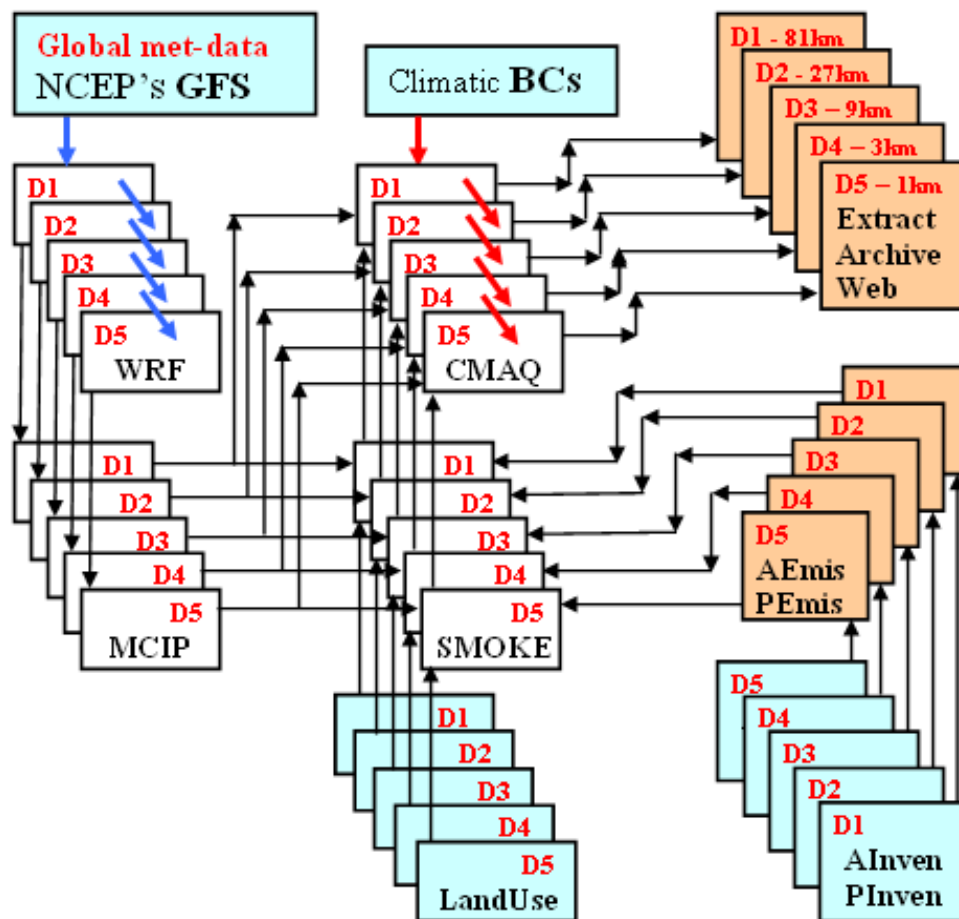 Global met-data
NCEP's GFS
Climatic BCs
D1 - 81km
D2 - 27km
D3 – 9km
D4 – 3km
D5 – 1km
Extract
Archive
Web
D1
D2
D3
D4
D5
WRF
D1
D2
D3
D4
D5
CMAQ
D1
D2
D3
D4
D5
MCIP
D1
D2
D3
D4
D5
SMOKE
D1
D2
D3
D4
D5
AEmis
PEmis
D1
D2
D3
D4
D5
LandUse
D5
D4
D3
D2
D1
AInven
PInven